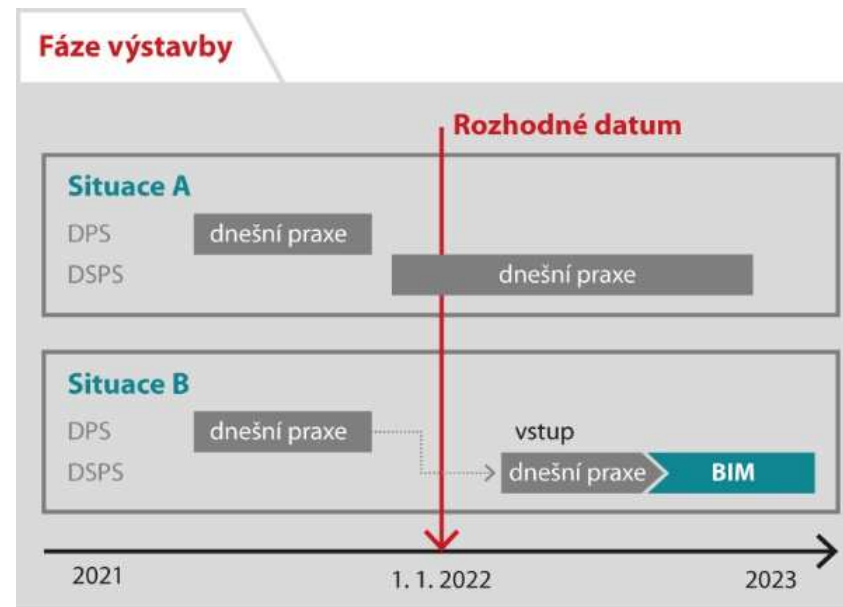 Fáze výstavby
Rozhodné datum
Situace A
DPS dnešní praxe
DSPS dnešní praxe
Situace B
DPS dnešní praxe vstup
DSPS dnešní praxe BIM
2021 1. 1. 2022 2023